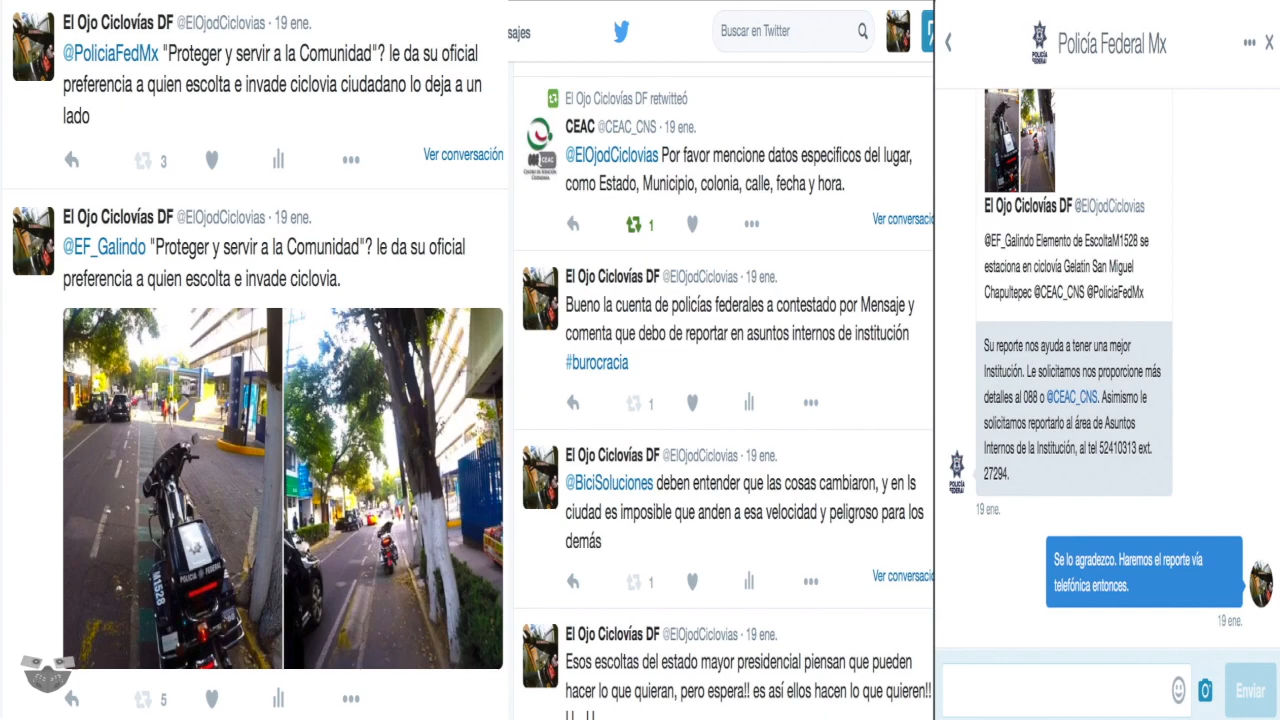 El Ojo Ciclovías DF @ElOjodCiclovias · 19 ene.
@PoliciaFedMx "Proteger y servir a la Comunidad"? le da su oficial
preferencia a quien escolta e invade ciclovia ciudadano lo deja a un
lado
3
Ver conversación
El Ojo Ciclovías DF @ElOjodCiclovias · 19 ene.
@EF_Galindo "Proteger y servir a la Comunidad"? le da su oficial
preferencia a quien escolta e invade ciclovia.
POLICIA FEDERAL
M1528
5
sajes
Buscar en Twitter
El Ojo Ciclovías DF retwitteó
CEAC @CEAC_CNS · 19 ene.
@ElOjodCiclovias Por favor mencione datos especificos del lugar,
como Estado, Municipio, colonia, calle, fecha y hora.
CEAC
1
Ver conversació
El Ojo Ciclovías DF @ElOjodCiclovias · 19 ene.
Bueno la cuenta de policías federales a contestado por Mensaje y
comenta que debo de reportar en asuntos internos de institución
#burocracia
1
El Ojo Ciclovías DF @ElOjodCiclovias · 19 ene.
@BiciSoluciones deben entender que las cosas cambiaron, y en ls
ciudad es imposible que anden a esa velocidad y peligroso para los
demás
1
Ver conversació
El Ojo Ciclovías DF @ElOjodCiclovias · 19 ene.
Esos escoltas del estado mayor presidencial piensan que pueden
hacer lo que quieran, pero espera!! es así ellos hacen lo que quieren!!
POLICÍA
FEDERAL
Policía Federal Mx
El Ojo Ciclovías DF @ElOjodCiclovias
@EF_Galindo Elemento de EscoltaM1528 se
estaciona en ciclovía Gelatin San Miguel
Chapultepec @CEAC_CNS @PoliciaFedMx
Su reporte nos ayuda a tener una mejor
Institución. Le solicitamos nos proporcione más
detalles al 088 o @CEAC_CNS. Asimismo le
solicitamos reportarlo al área de Asuntos
Internos de la Institución, al tel 52410313 ext.
27294.
POLICÍA
FEDERAL
19 ene.
Se lo agradezco. Haremos el reporte vía
telefónica entonces.
19 ene.
Enviar